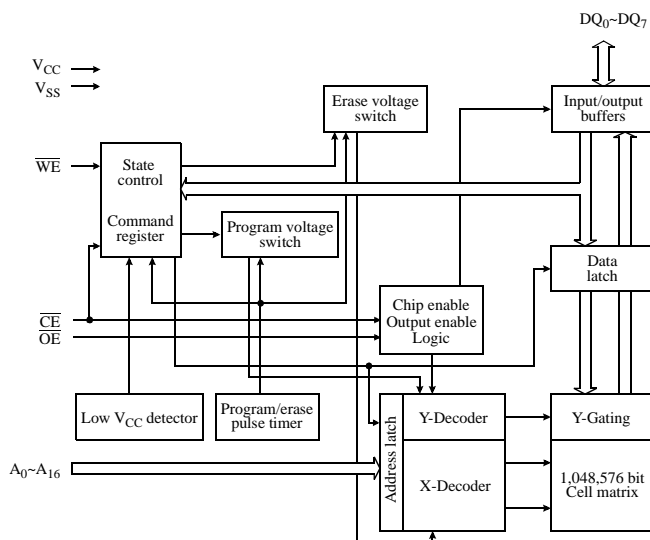 DQ0~DQ7
VCC
VSS
Erase voltage
switch
Input/output
buffers
WE
State
control
Command
register
Program voltage
switch
Data
latch
Chip enable
Output enable
Logic
CE
OE
Low VCC detector
Program/erase
pulse timer
Address latch
Y-Decoder
Y-Gating
A0~A16
X-Decoder
1,048,576 bit
Cell matrix